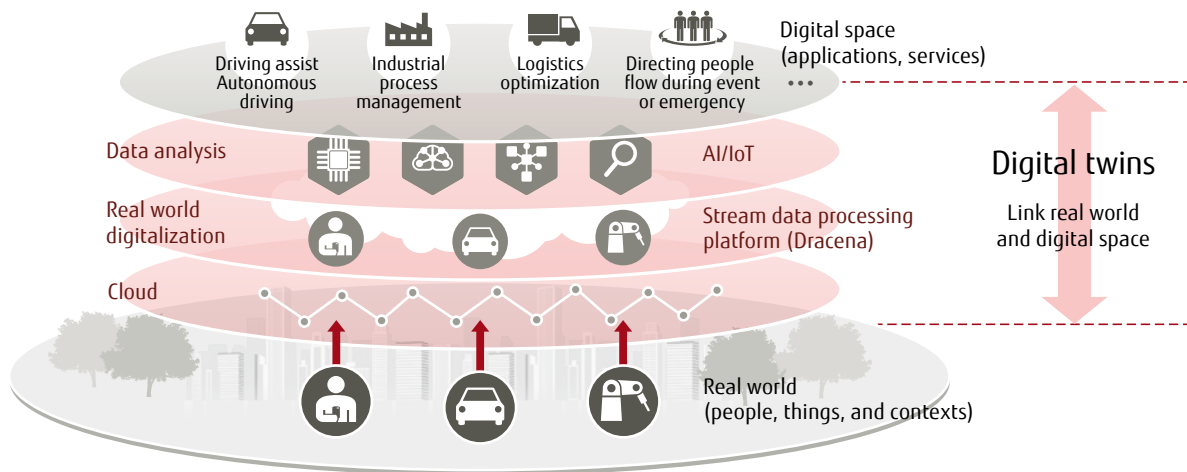 Digital space
(applications, services)
Driving assist
Autonomous
driving
Industrial
process
management
Logistics
optimization
Directing people
flow during event
or emergency
...
Data analysis
AI/IoT
Digital twins
Link real world
and digital space
Real world
digitalization
Stream data processing
platform (Dracena)
Cloud
Real world
(people, things, and contexts)